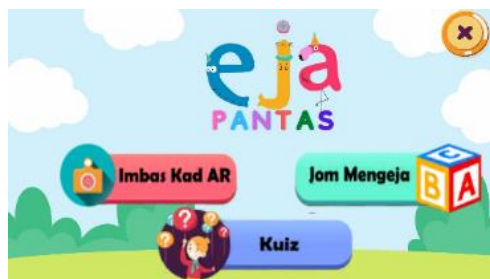 eja
PANTAS
Imbas Kad AR
Jom Mengeja
C
B A
Kuiz
? ? ? ?